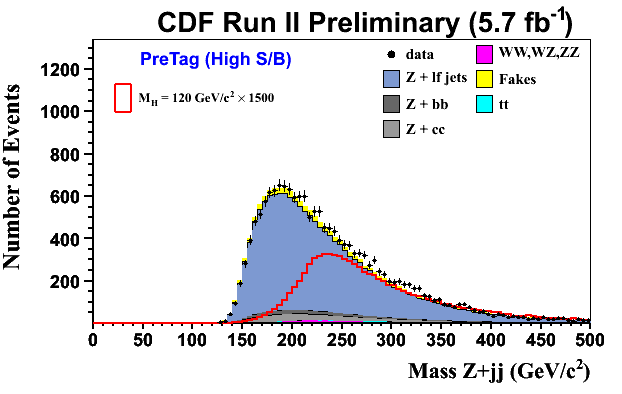 CDF Run II Preliminary (5.7 fb⁻¹)
PreTag (High S/B)
M_H = 120 GeV/c² × 1500
data
Z + lf jets
Z + bb
Z + cc
WW,WZ,ZZ
Fakes
tt
Number of Events
1200
1000
800
600
400
200
0 50 100 150 200 250 300 350 400 450 500
Mass Z+jj (GeV/c²)